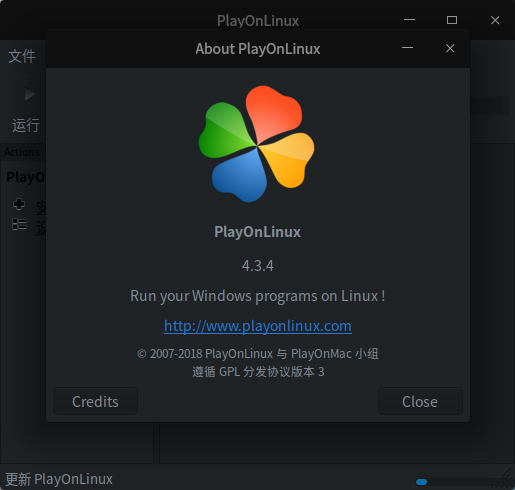 PlayOnLinux
文件
About PlayOnLinux
运行
Actions
PlayO
PlayOnLinux
4.3.4
Run your Windows programs on Linux !
http://www.playonlinux.com
© 2007-2018 PlayOnLinux 与 PlayOnMac 小组
遵循 GPL 分发协议版本 3
Credits
Close
更新 PlayOnLinux